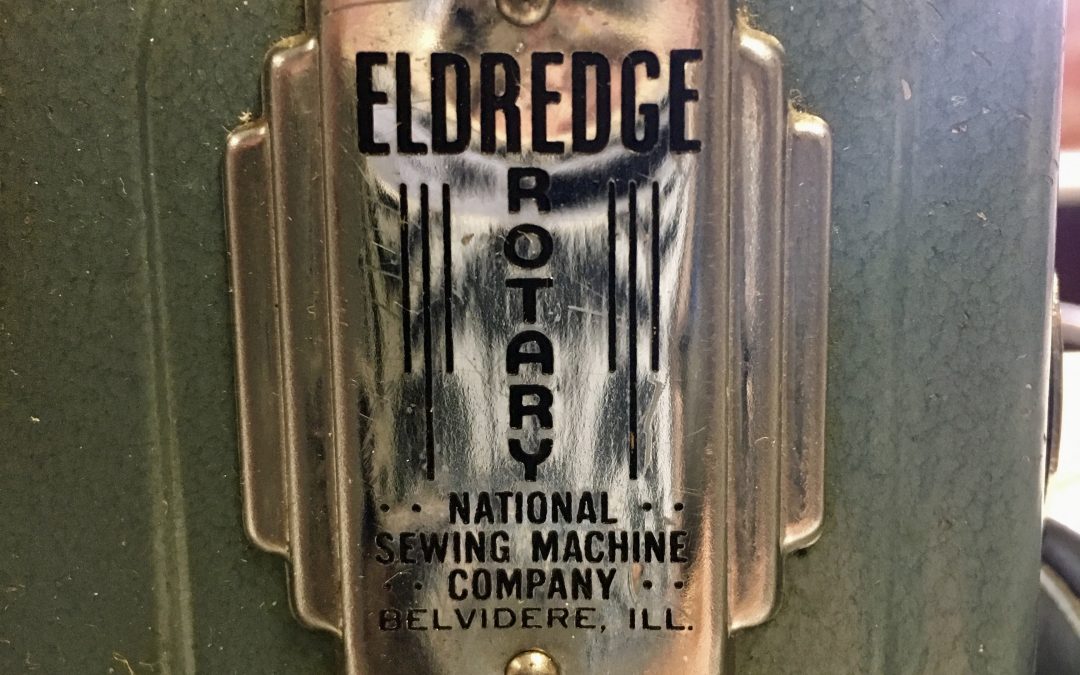 ELDREDGE
ROTARY
· · NATIONAL · ·
SEWING MACHINE
· · COMPANY · ·
BELVIDERE, ILL.